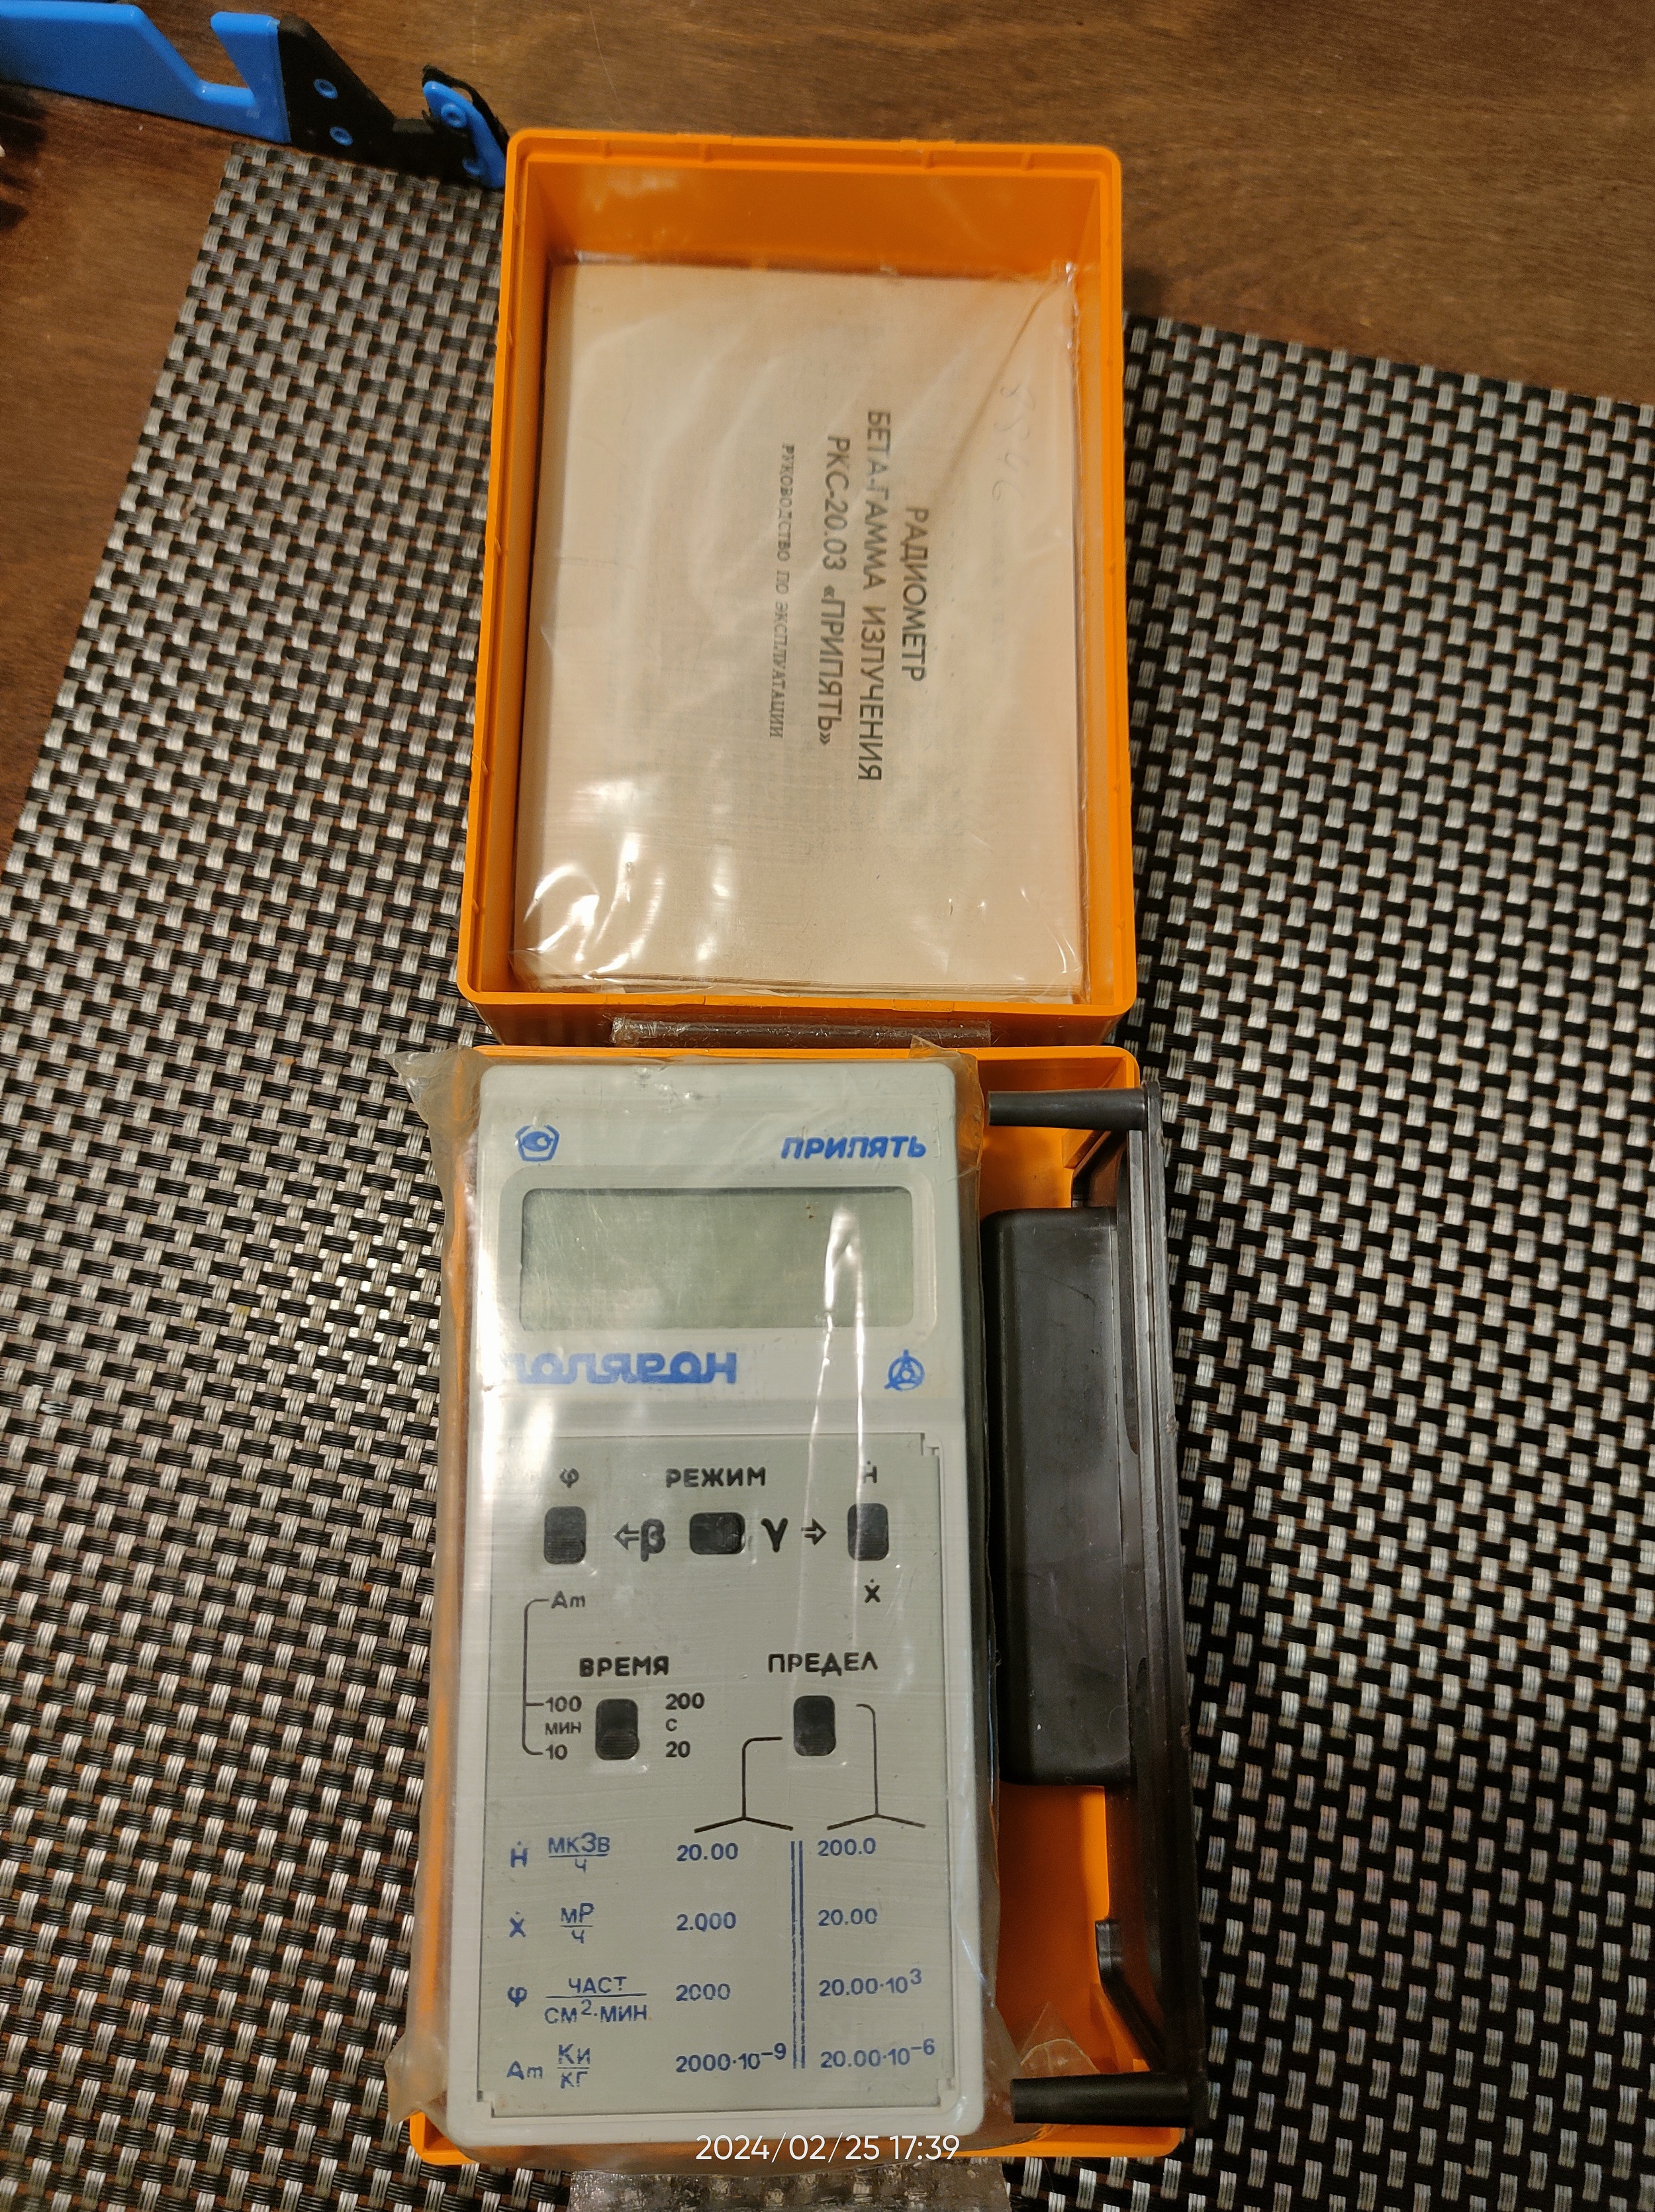 РАДИОМЕТР
БЕТА-ГАММА ИЗЛУЧЕНИЯ
РКС-20.03 «ПРИПЯТЬ»
РУКОВОДСТВО ПО ЭКСПЛУАТАЦИИ
ПРИПЯТЬ
φ РЕЖИМ Ḣ
⇦β γ⇨
Am Ẋ
ВРЕМЯ ПРЕДЕЛ
100 200
МИН С
10 20
Ḣ МКЗВ/Ч 20.00 200.0
Ẋ МР/Ч 2.000 20.00
φ ЧАСТ/СМ²·МИН 2000 20.00·10³
Am КИ/КГ 2000·10⁻⁹ 20.00·10⁻⁶
2024/02/25 17:39